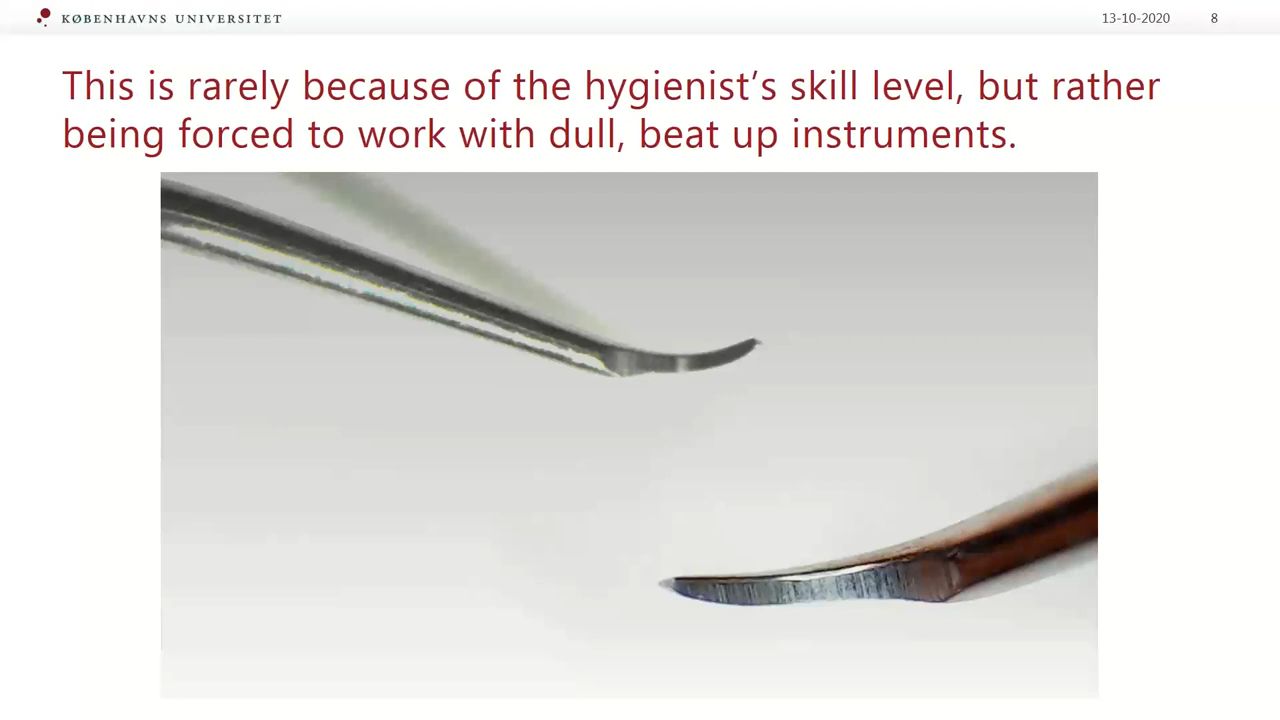 KØBENHAVNS UNIVERSITET
13-10-2020
8
This is rarely because of the hygienist’s skill level, but rather
being forced to work with dull, beat up instruments.